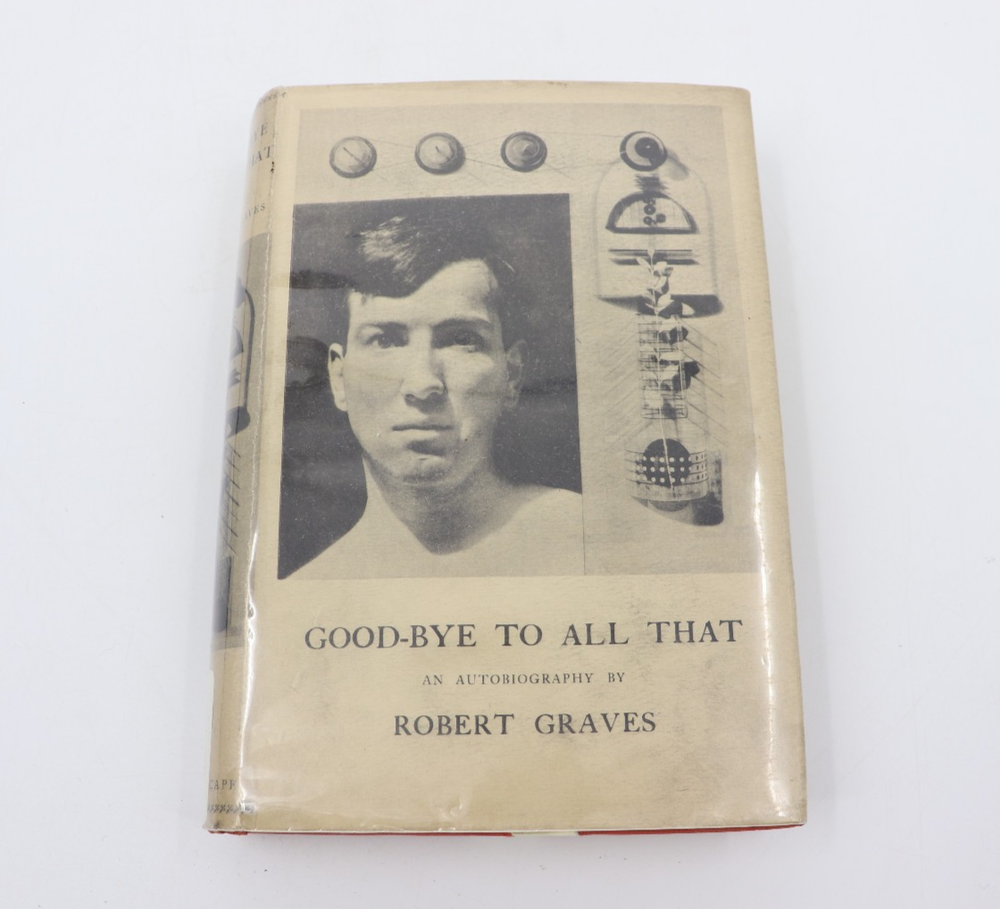 GOOD-BYE TO ALL THAT
AN AUTOBIOGRAPHY BY
ROBERT GRAVES